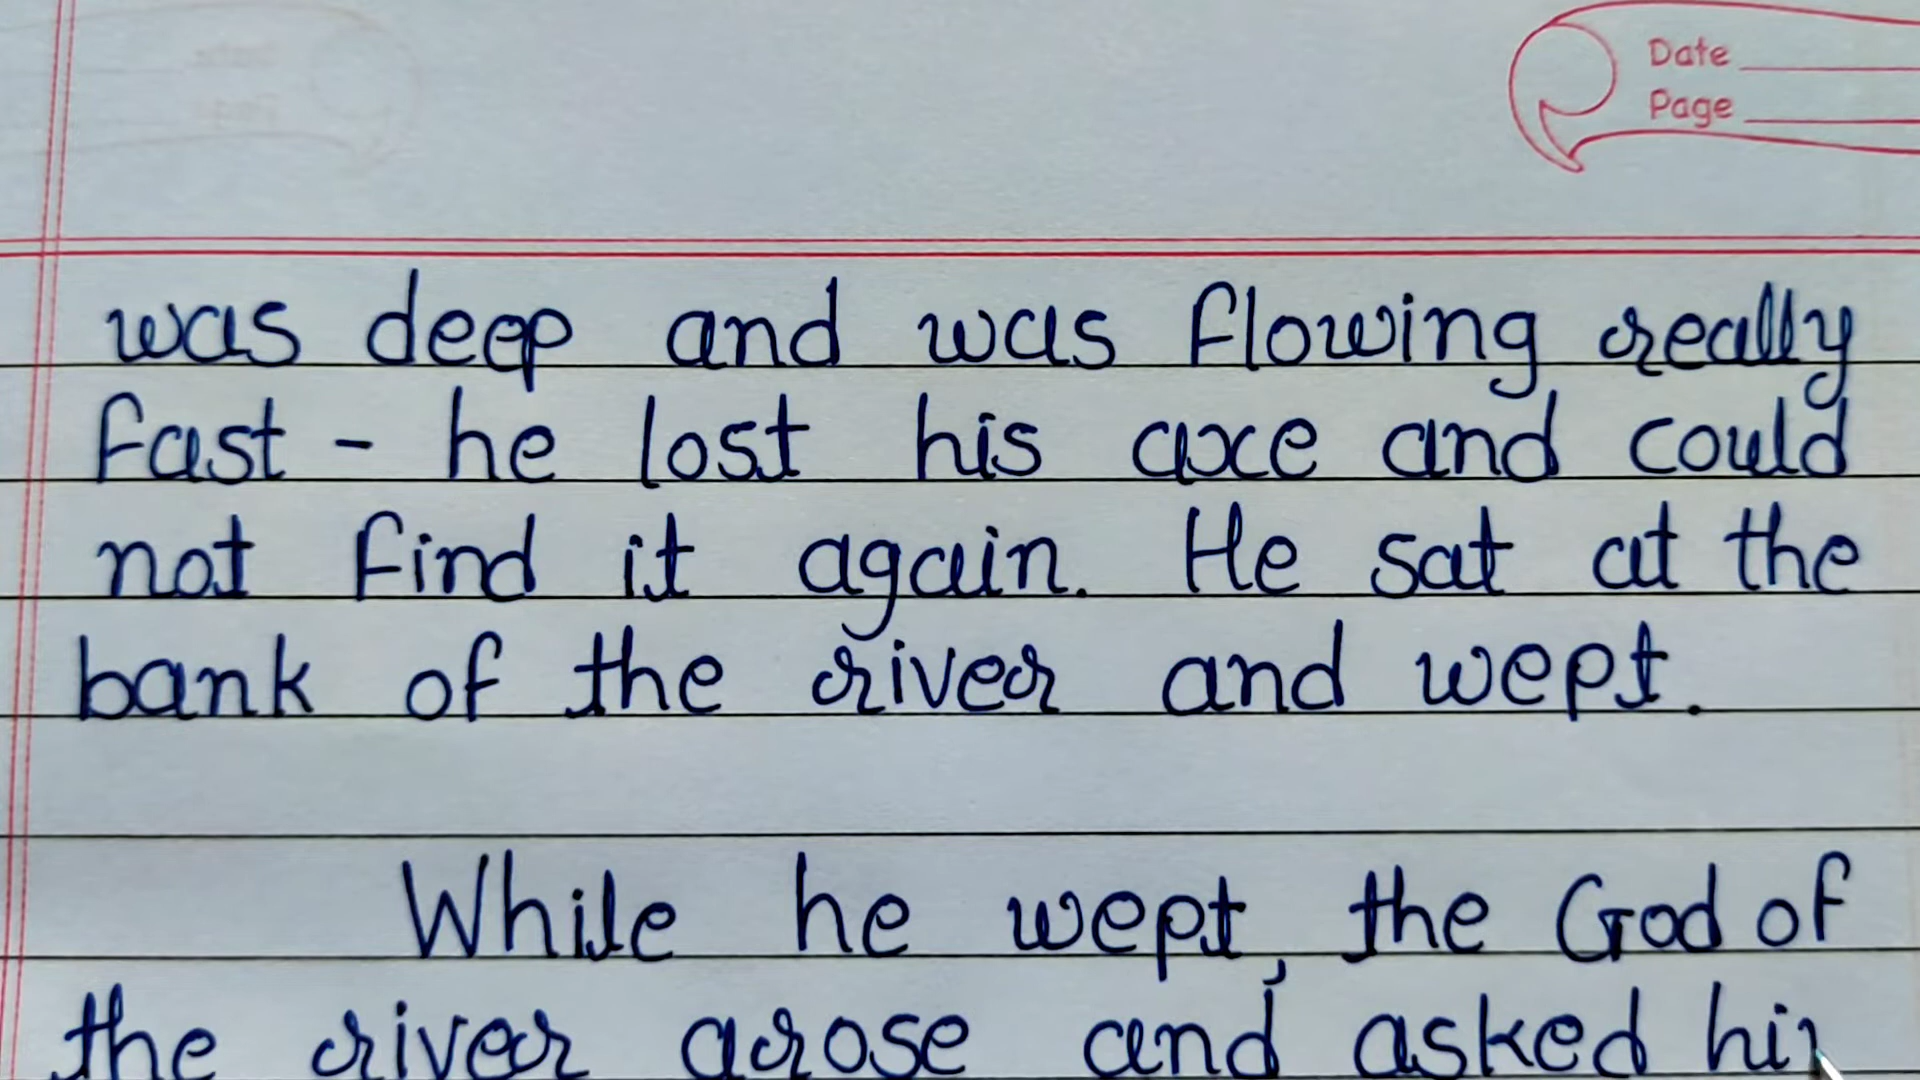 Date
Page
was deep and was flowing really
fast - he lost his axe and could
not find it again. He sat at the
bank of the river and wept.
While he wept, the God of
the river arose and asked